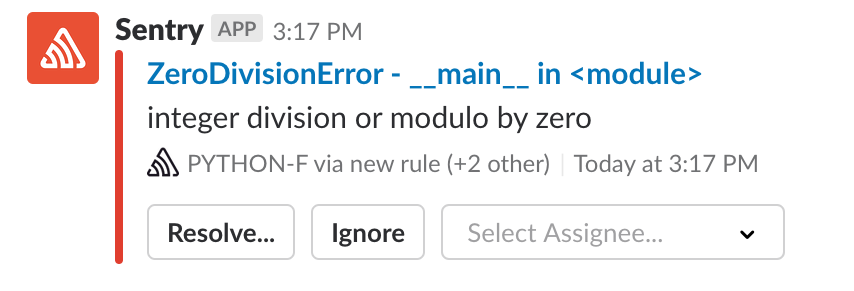 Sentry APP 3:17 PM
ZeroDivisionError - __main__ in <module>
integer division or modulo by zero
PYTHON-F via new rule (+2 other) | Today at 3:17 PM
Resolve... Ignore Select Assignee...